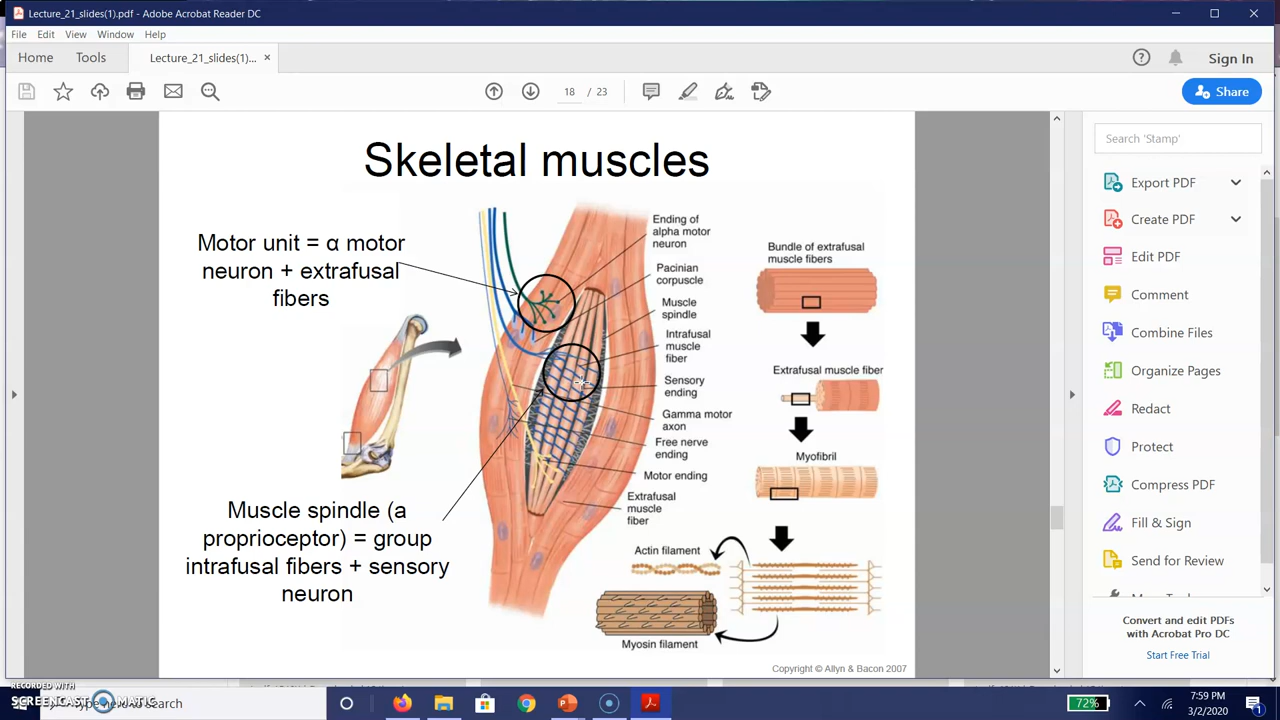 Lecture_21_slides(1).pdf - Adobe Acrobat Reader DC
File Edit View Window Help
Home Tools Lecture_21_slides(1)... × Sign In
18 / 23 Share
Skeletal muscles
Motor unit = α motor
neuron + extrafusal
fibers
Muscle spindle (a
proprioceptor) = group
intrafusal fibers + sensory
neuron
Ending of
alpha motor
neuron
Pacinian
corpuscle
Muscle
spindle
Intrafusal
muscle
fiber
Sensory
ending
Gamma motor
axon
Free nerve
ending
Motor ending
Extrafusal
muscle
fiber
Bundle of extrafusal
muscle fibers
Extrafusal muscle fiber
Myofibril
Actin filament
Myosin filament
Copyright © Allyn & Bacon 2007
Search 'Stamp'
Export PDF
Create PDF
Edit PDF
Comment
Combine Files
Organize Pages
Redact
Protect
Compress PDF
Fill & Sign
Send for Review
Convert and edit PDFs
with Acrobat Pro DC
Start Free Trial
RECORDED WITH
SCREENCAST MATIC
here to search
72%
7:59 PM
3/2/2020
1